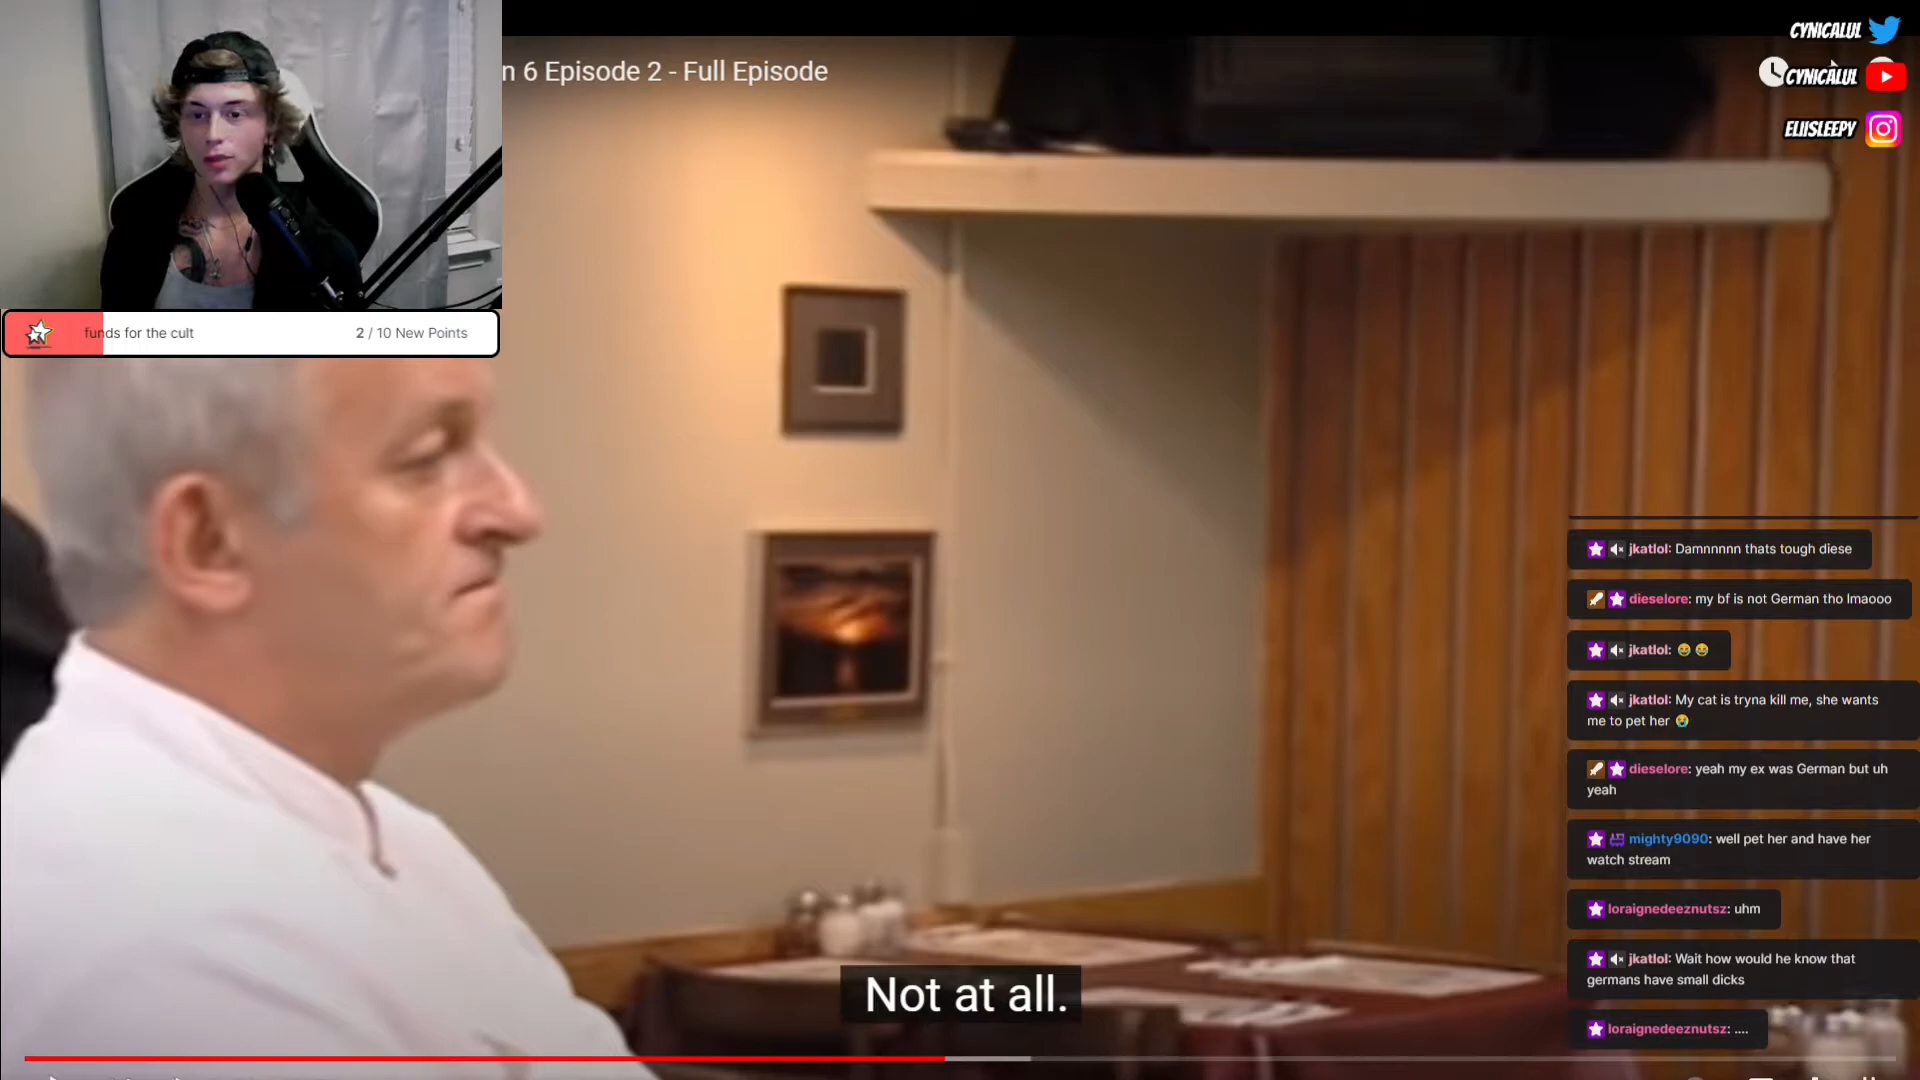 n 6 Episode 2 - Full Episode
CYNICALUL
CYNICALUL
ELIISLEEPY
funds for the cult
2 / 10 New Points
jkatlol: Damnnnnn thats tough diese
dieselore: my bf is not German tho lmaooo
jkatlol: 😂 😂
jkatlol: My cat is tryna kill me, she wants
me to pet her 😭
dieselore: yeah my ex was German but uh
yeah
mighty9090: well pet her and have her
watch stream
loraignedeeznutsz: uhm
jkatlol: Wait how would he know that
germans have small dicks
loraignedeeznutsz: ....
Not at all.